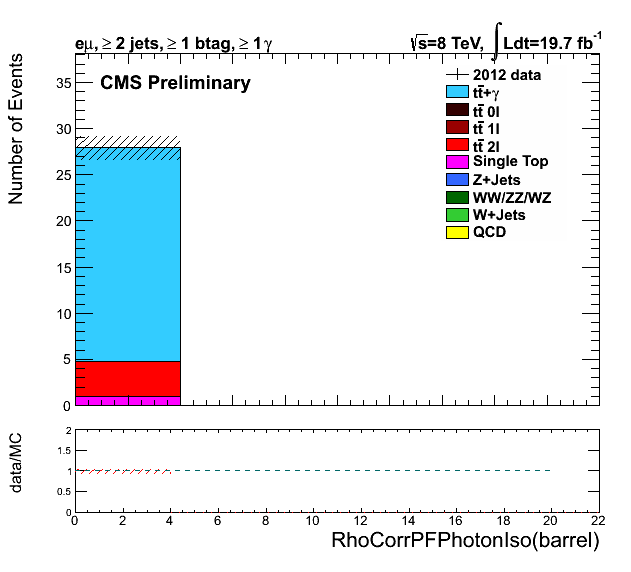 eμ, ≥ 2 jets, ≥ 1 btag, ≥ 1 γ
√s=8 TeV, ∫ Ldt=19.7 fb⁻¹
CMS Preliminary
2012 data
tt̄+γ
tt̄ 0l
tt̄ 1l
tt̄ 2l
Single Top
Z+Jets
WW/ZZ/WZ
W+Jets
QCD
Number of Events
35
30
25
20
15
10
5
0
data/MC
2
1.5
1
0.5
0
0 2 4 6 8 10 12 14 16 18 20 22
RhoCorrPFPhotonIso(barrel)